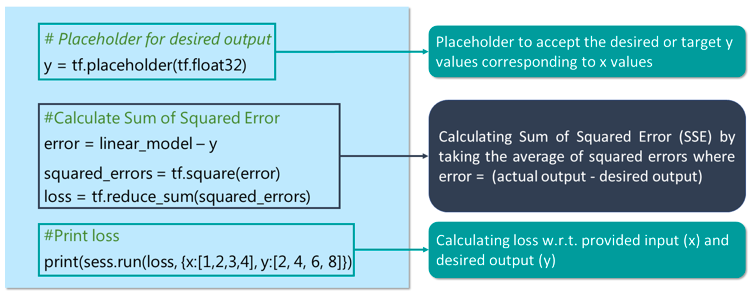 # Placeholder for desired output
y = tf.placeholder(tf.float32)
Placeholder to accept the desired or target y
values corresponding to x values
#Calculate Sum of Squared Error
error = linear_model – y
squared_errors = tf.square(error)
loss = tf.reduce_sum(squared_errors)
Calculating Sum of Squared Error (SSE) by
taking the average of squared errors where
error = (actual output - desired output)
#Print loss
print(sess.run(loss, {x:[1,2,3,4], y:[2, 4, 6, 8]})
Calculating loss w.r.t. provided input (x) and
desired output (y)